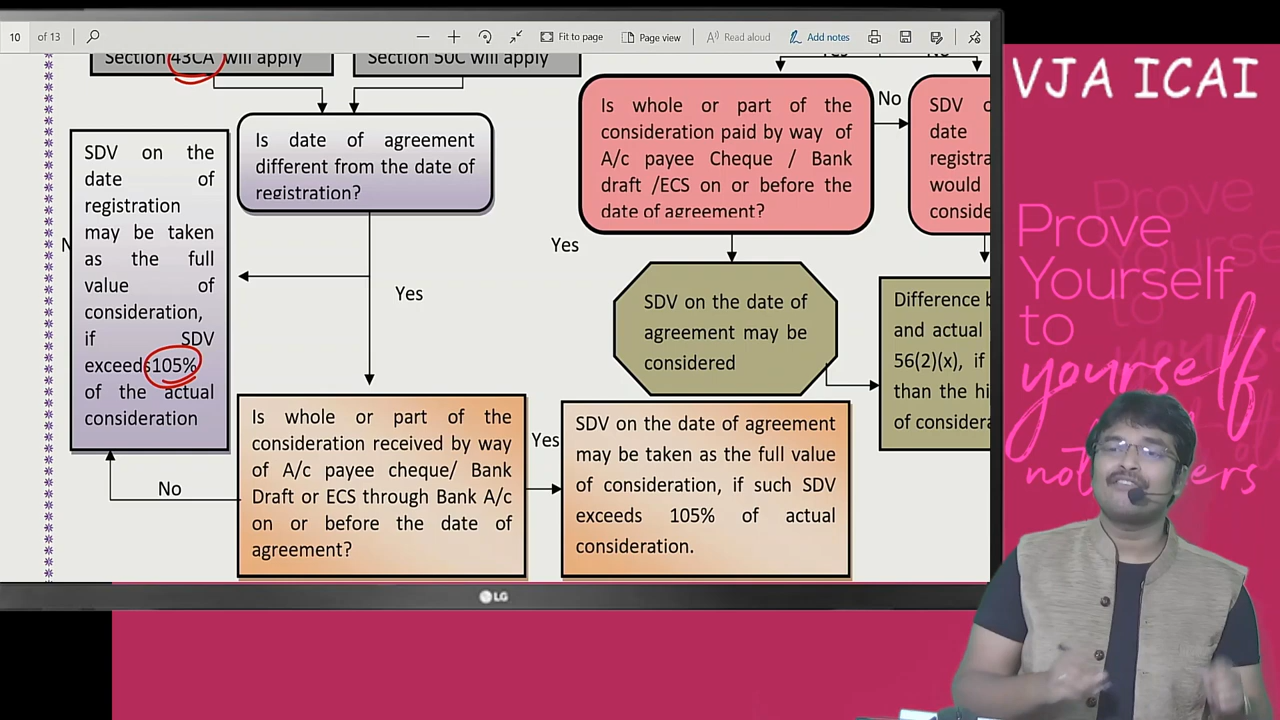 10 of 13
Fit to page
Page view
Read aloud
Add notes
Section 43CA will apply
Section 50C will apply
SDV on the
date of
registration
may be taken
as the full
value of
consideration,
if SDV
exceeds105%
of the actual
consideration
Is date of agreement
different from the date of
registration?
Yes
No
Is whole or part of the
consideration received by way
of A/c payee cheque/ Bank
Draft or ECS through Bank A/c
on or before the date of
agreement?
Yes
SDV on the date of agreement
may be taken as the full value
of consideration, if such SDV
exceeds 105% of actual
consideration.
Is whole or part of the
consideration paid by way of
A/c payee Cheque / Bank
draft /ECS on or before the
date of agreement?
No
Yes
SDV on the date of
agreement may be
considered
SDV
date
Difference
and actual
56(2)(x), if
than the
VJA ICAI
Prove
Yourself
to
yourself
Prove
LG